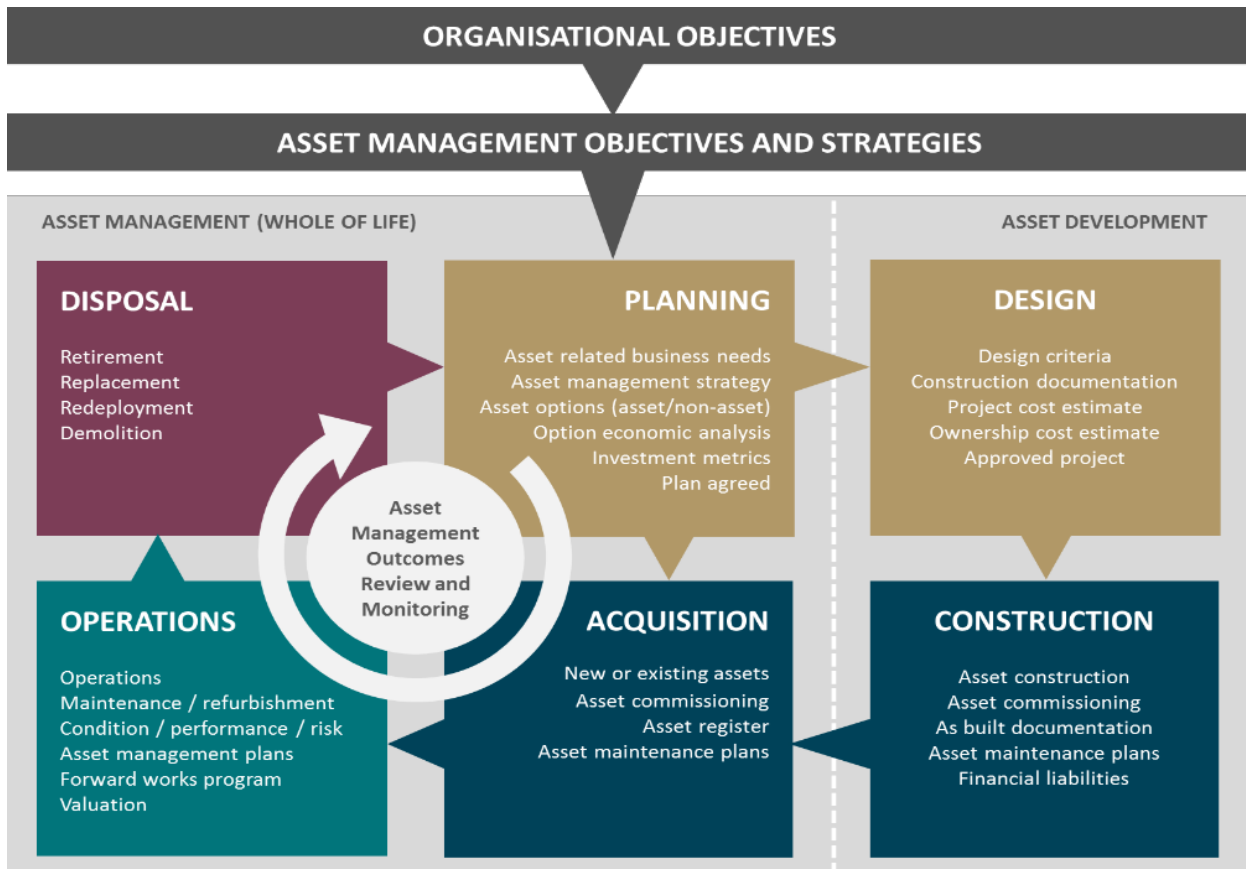 ORGANISATIONAL OBJECTIVES
ASSET MANAGEMENT OBJECTIVES AND STRATEGIES
ASSET MANAGEMENT (WHOLE OF LIFE)
ASSET DEVELOPMENT
DISPOSAL
Retirement
Replacement
Redeployment
Demolition
PLANNING
Asset related business needs
Asset management strategy
Asset options (asset/non-asset)
Option economic analysis
Investment metrics
Plan agreed
DESIGN
Design criteria
Construction documentation
Project cost estimate
Ownership cost estimate
Approved project
Asset
Management
Outcomes
Review and
Monitoring
OPERATIONS
Operations
Maintenance / refurbishment
Condition / performance / risk
Asset management plans
Forward works program
Valuation
ACQUISITION
New or existing assets
Asset commissioning
Asset register
Asset maintenance plans
CONSTRUCTION
Asset construction
Asset commissioning
As built documentation
Asset maintenance plans
Financial liabilities